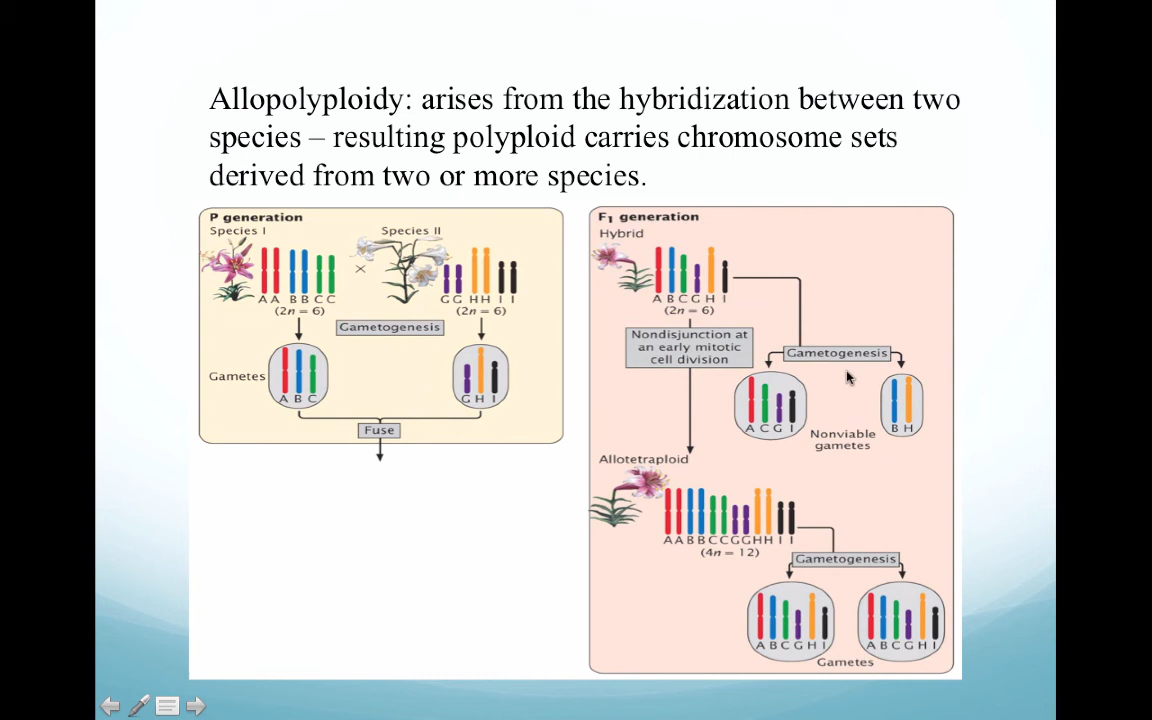 Allopolyploidy: arises from the hybridization between two
species – resulting polyploid carries chromosome sets
derived from two or more species.
P generation
Species I
Species II
×
A A B B C C
G G H H I I
(2n = 6)
(2n = 6)
Gametogenesis
Gametes
A B C
G H I
Fuse
F1 generation
Hybrid
A B C G H I
(2n = 6)
Nondisjunction at
an early mitotic
cell division
Gametogenesis
A C G I
B H
Nonviable
gametes
Allotetraploid
A A B B C C G G H H I I
(4n = 12)
Gametogenesis
A B C G H I
A B C G H I
Gametes